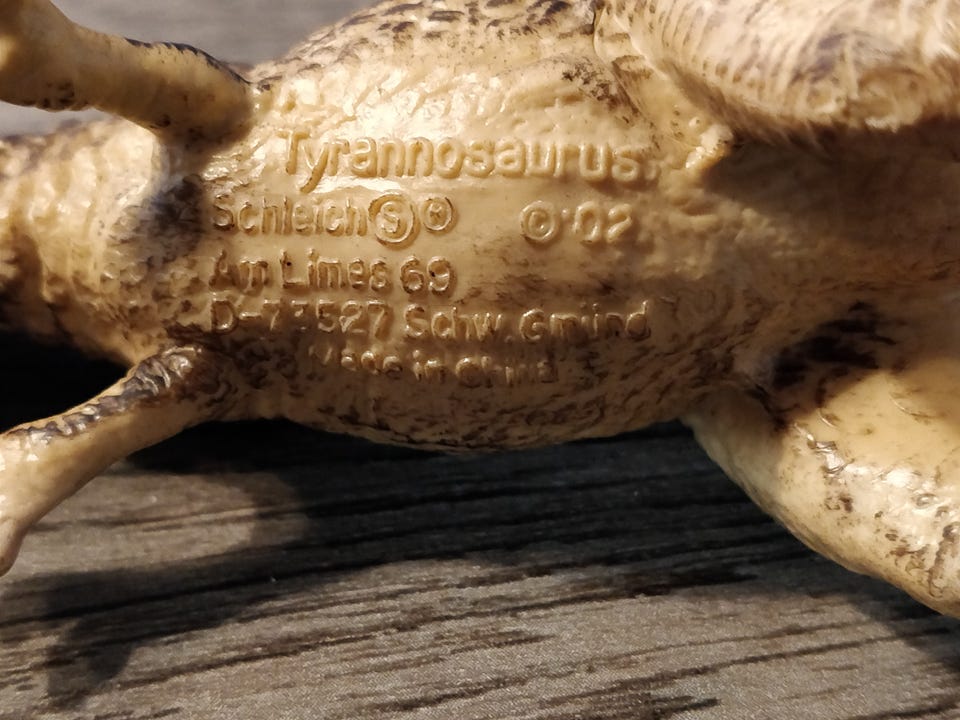 Tyrannosaurus
Schleich Ⓢ ® © '02
Am Limes 69
D-73527 Schw. Gmünd
Made in China